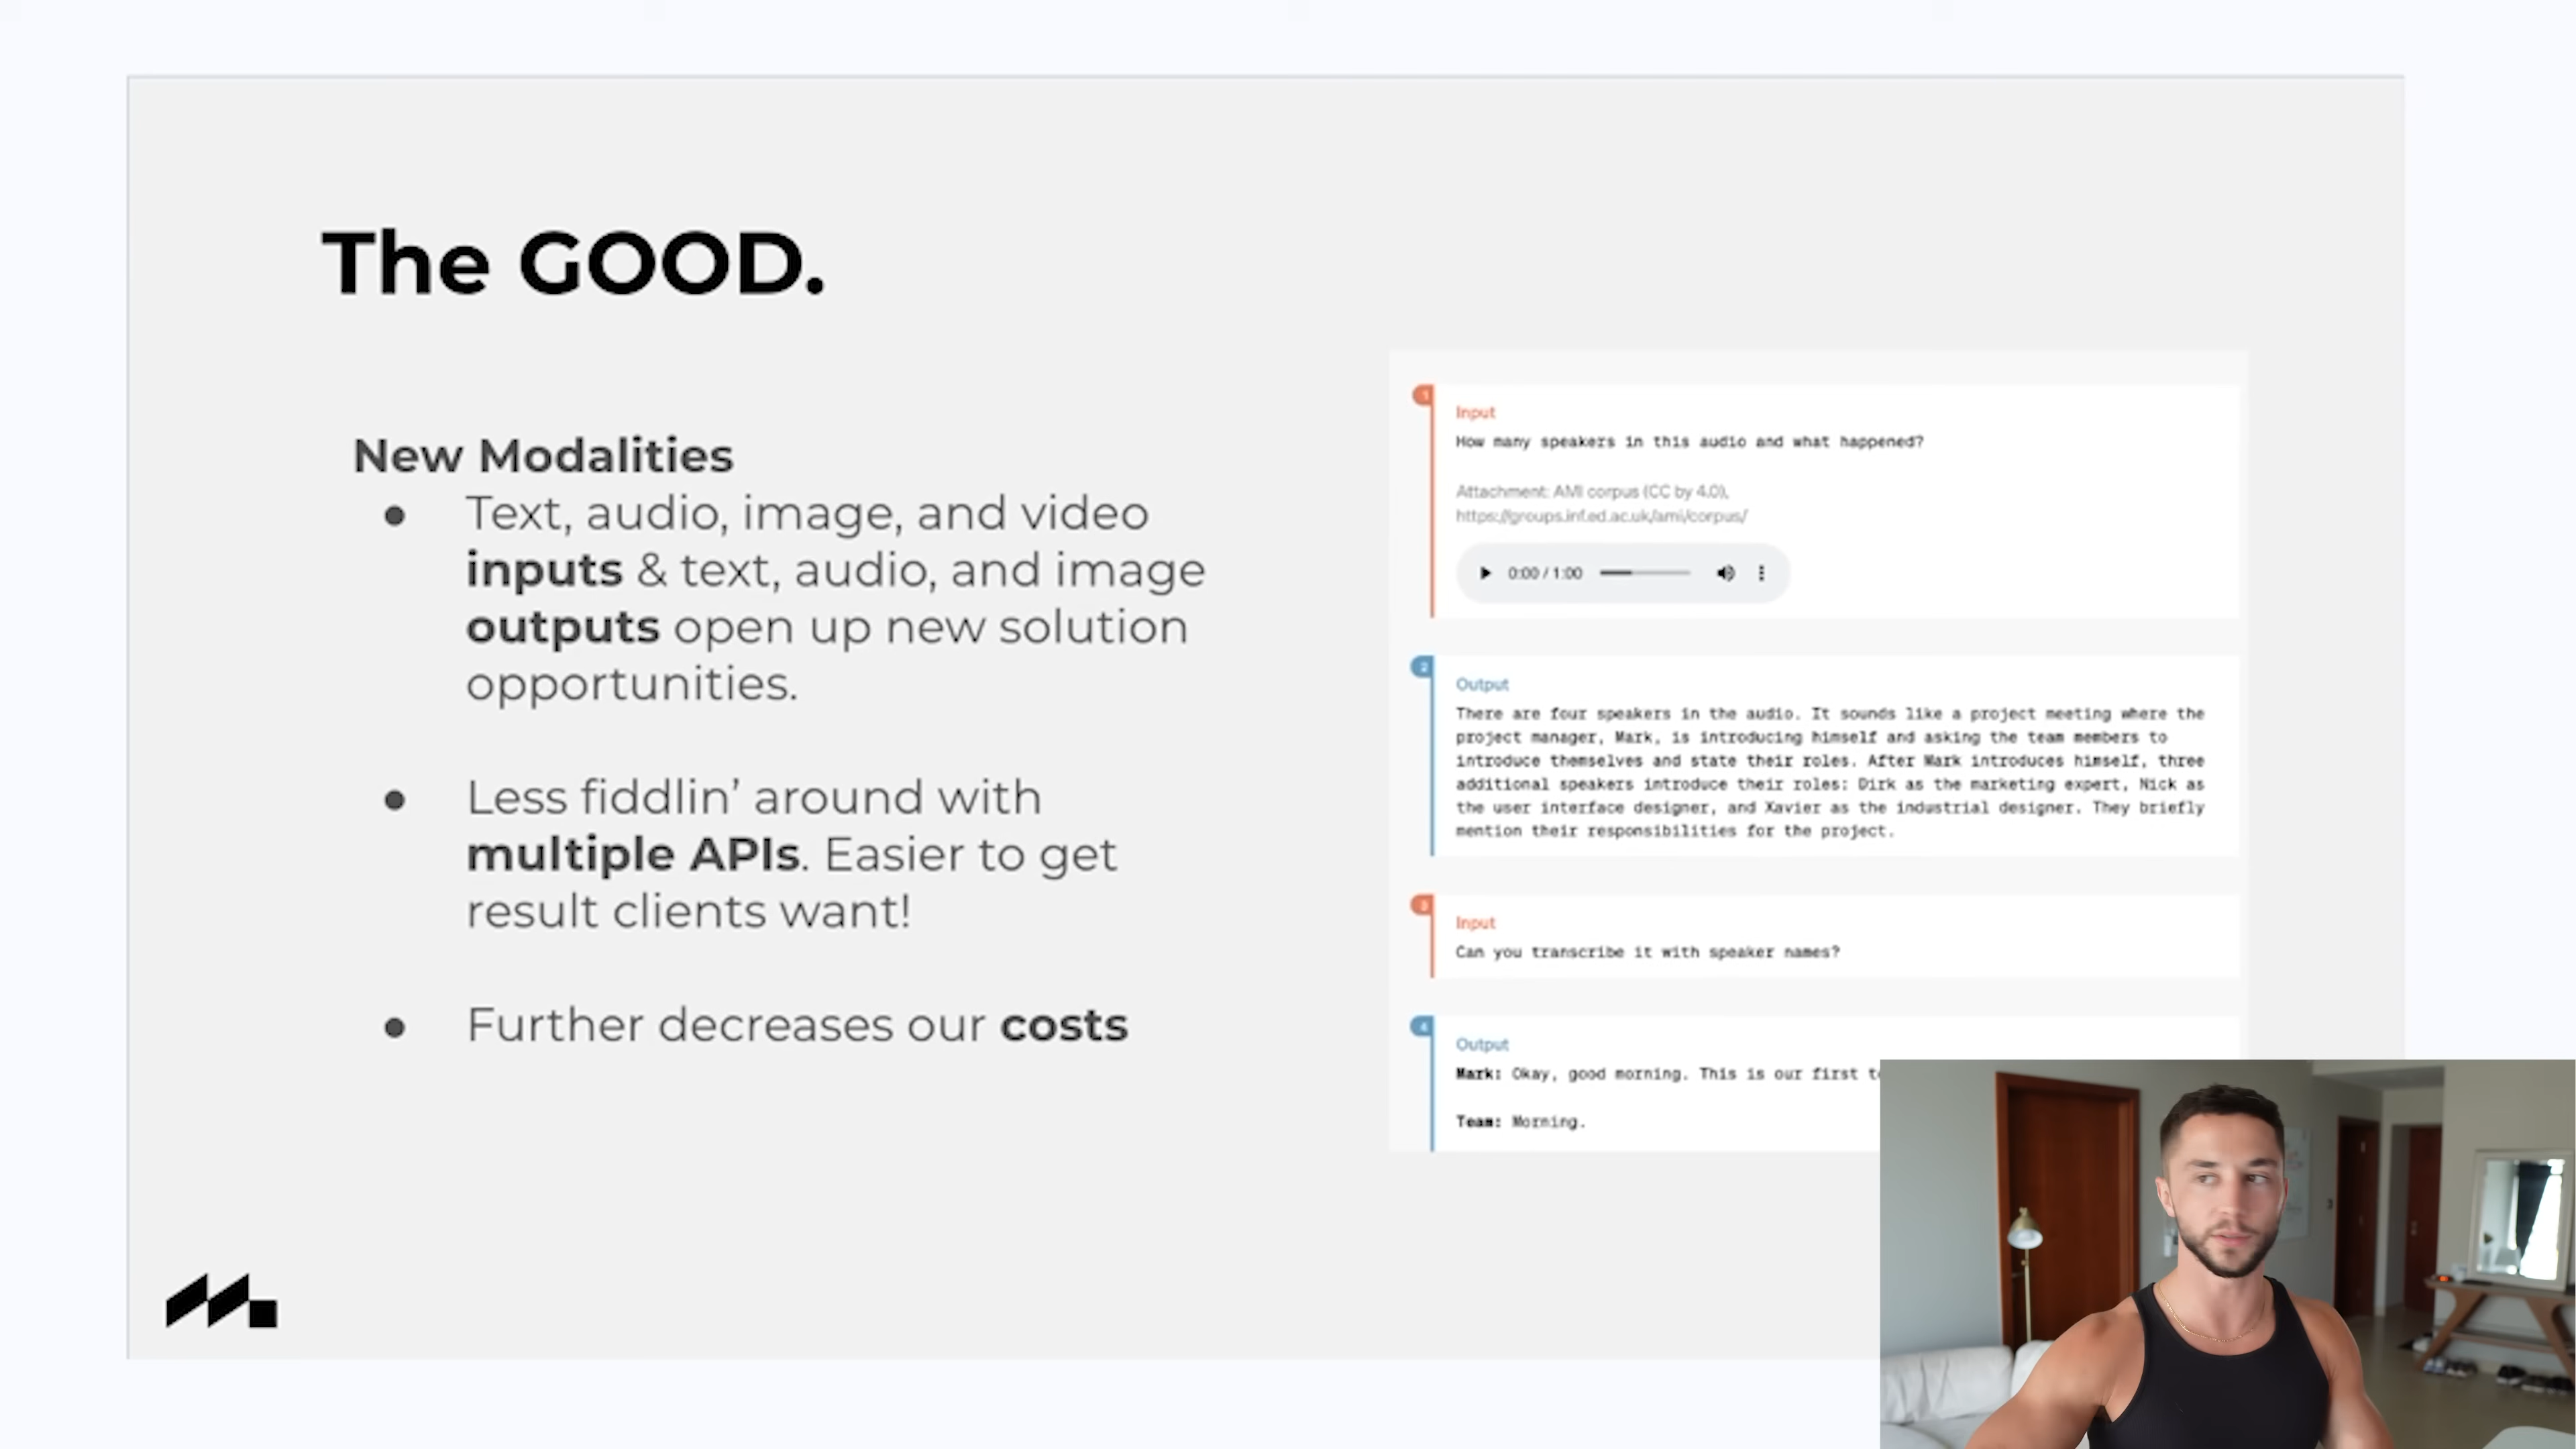 The GOOD.
New Modalities
● Text, audio, image, and video
inputs & text, audio, and image
outputs open up new solution
opportunities.
● Less fiddlin’ around with
multiple APIs. Easier to get
result clients want!
● Further decreases our costs
1
Input
How many speakers in this audio and what happened?
Attachment: AMI corpus (CC by 4.0),
https://groups.inf.ed.ac.uk/ami/corpus/
0:00 / 1:00
2
Output
There are four speakers in the audio. It sounds like a project meeting where the
project manager, Mark, is introducing himself and asking the team members to
introduce themselves and state their roles. After Mark introduces himself, three
additional speakers introduce their roles: Dirk as the marketing expert, Nick as
the user interface designer, and Xavier as the industrial designer. They briefly
mention their responsibilities for the project.
3
Input
Can you transcribe it with speaker names?
4
Output
Mark: Okay, good morning. This is our first
Team: Morning.